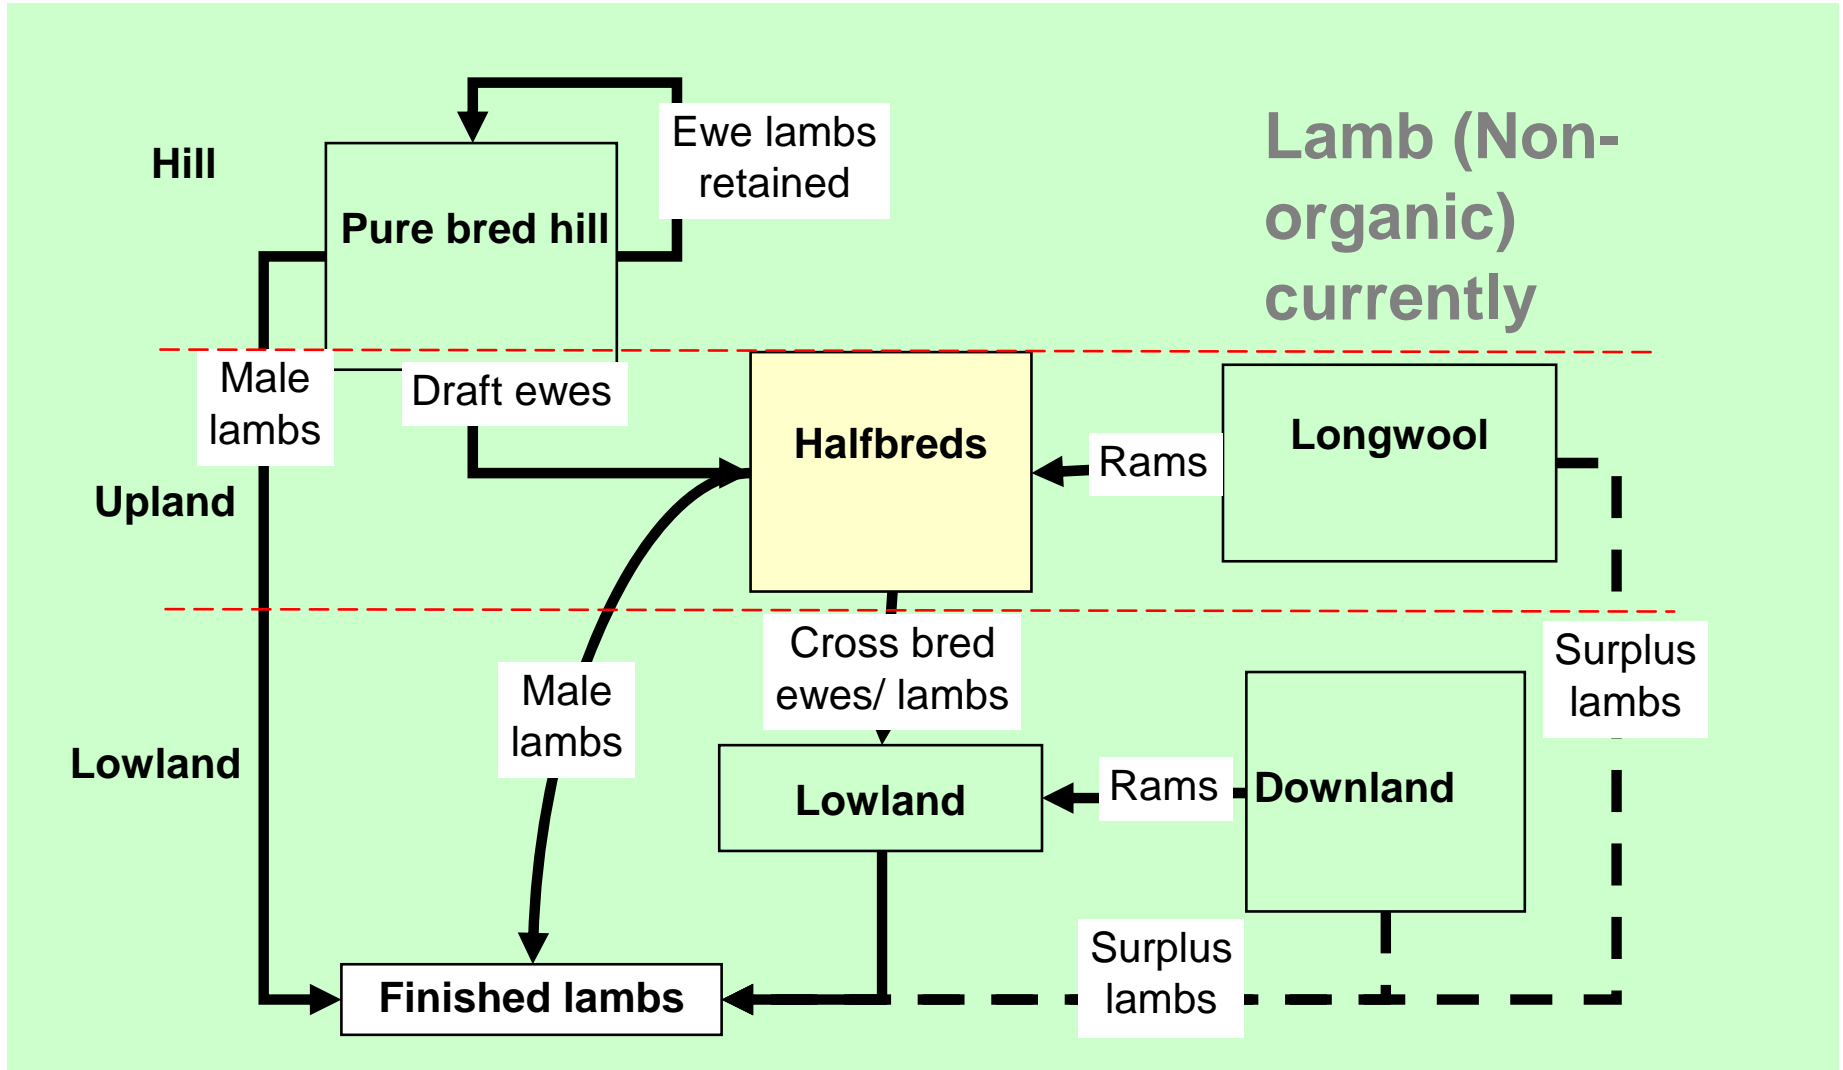 Lamb (Non-
organic)
currently
Hill
Ewe lambs
retained
Pure bred hill
Male
lambs
Draft ewes
Halfbreds
Rams
Longwool
Upland
Cross bred
ewes/ lambs
Surplus
lambs
Male
lambs
Lowland
Lowland
Rams
Downland
Surplus
lambs
Finished lambs